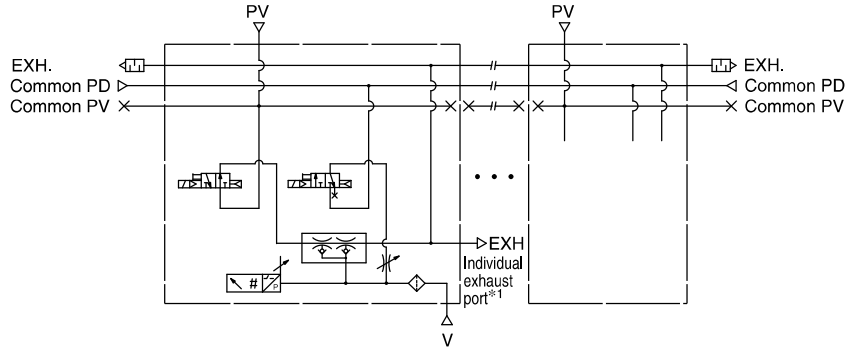 PV PV
EXH. EXH.
Common PD Common PD
Common PV Common PV
EXH
Individual
exhaust
port*1
# P
V